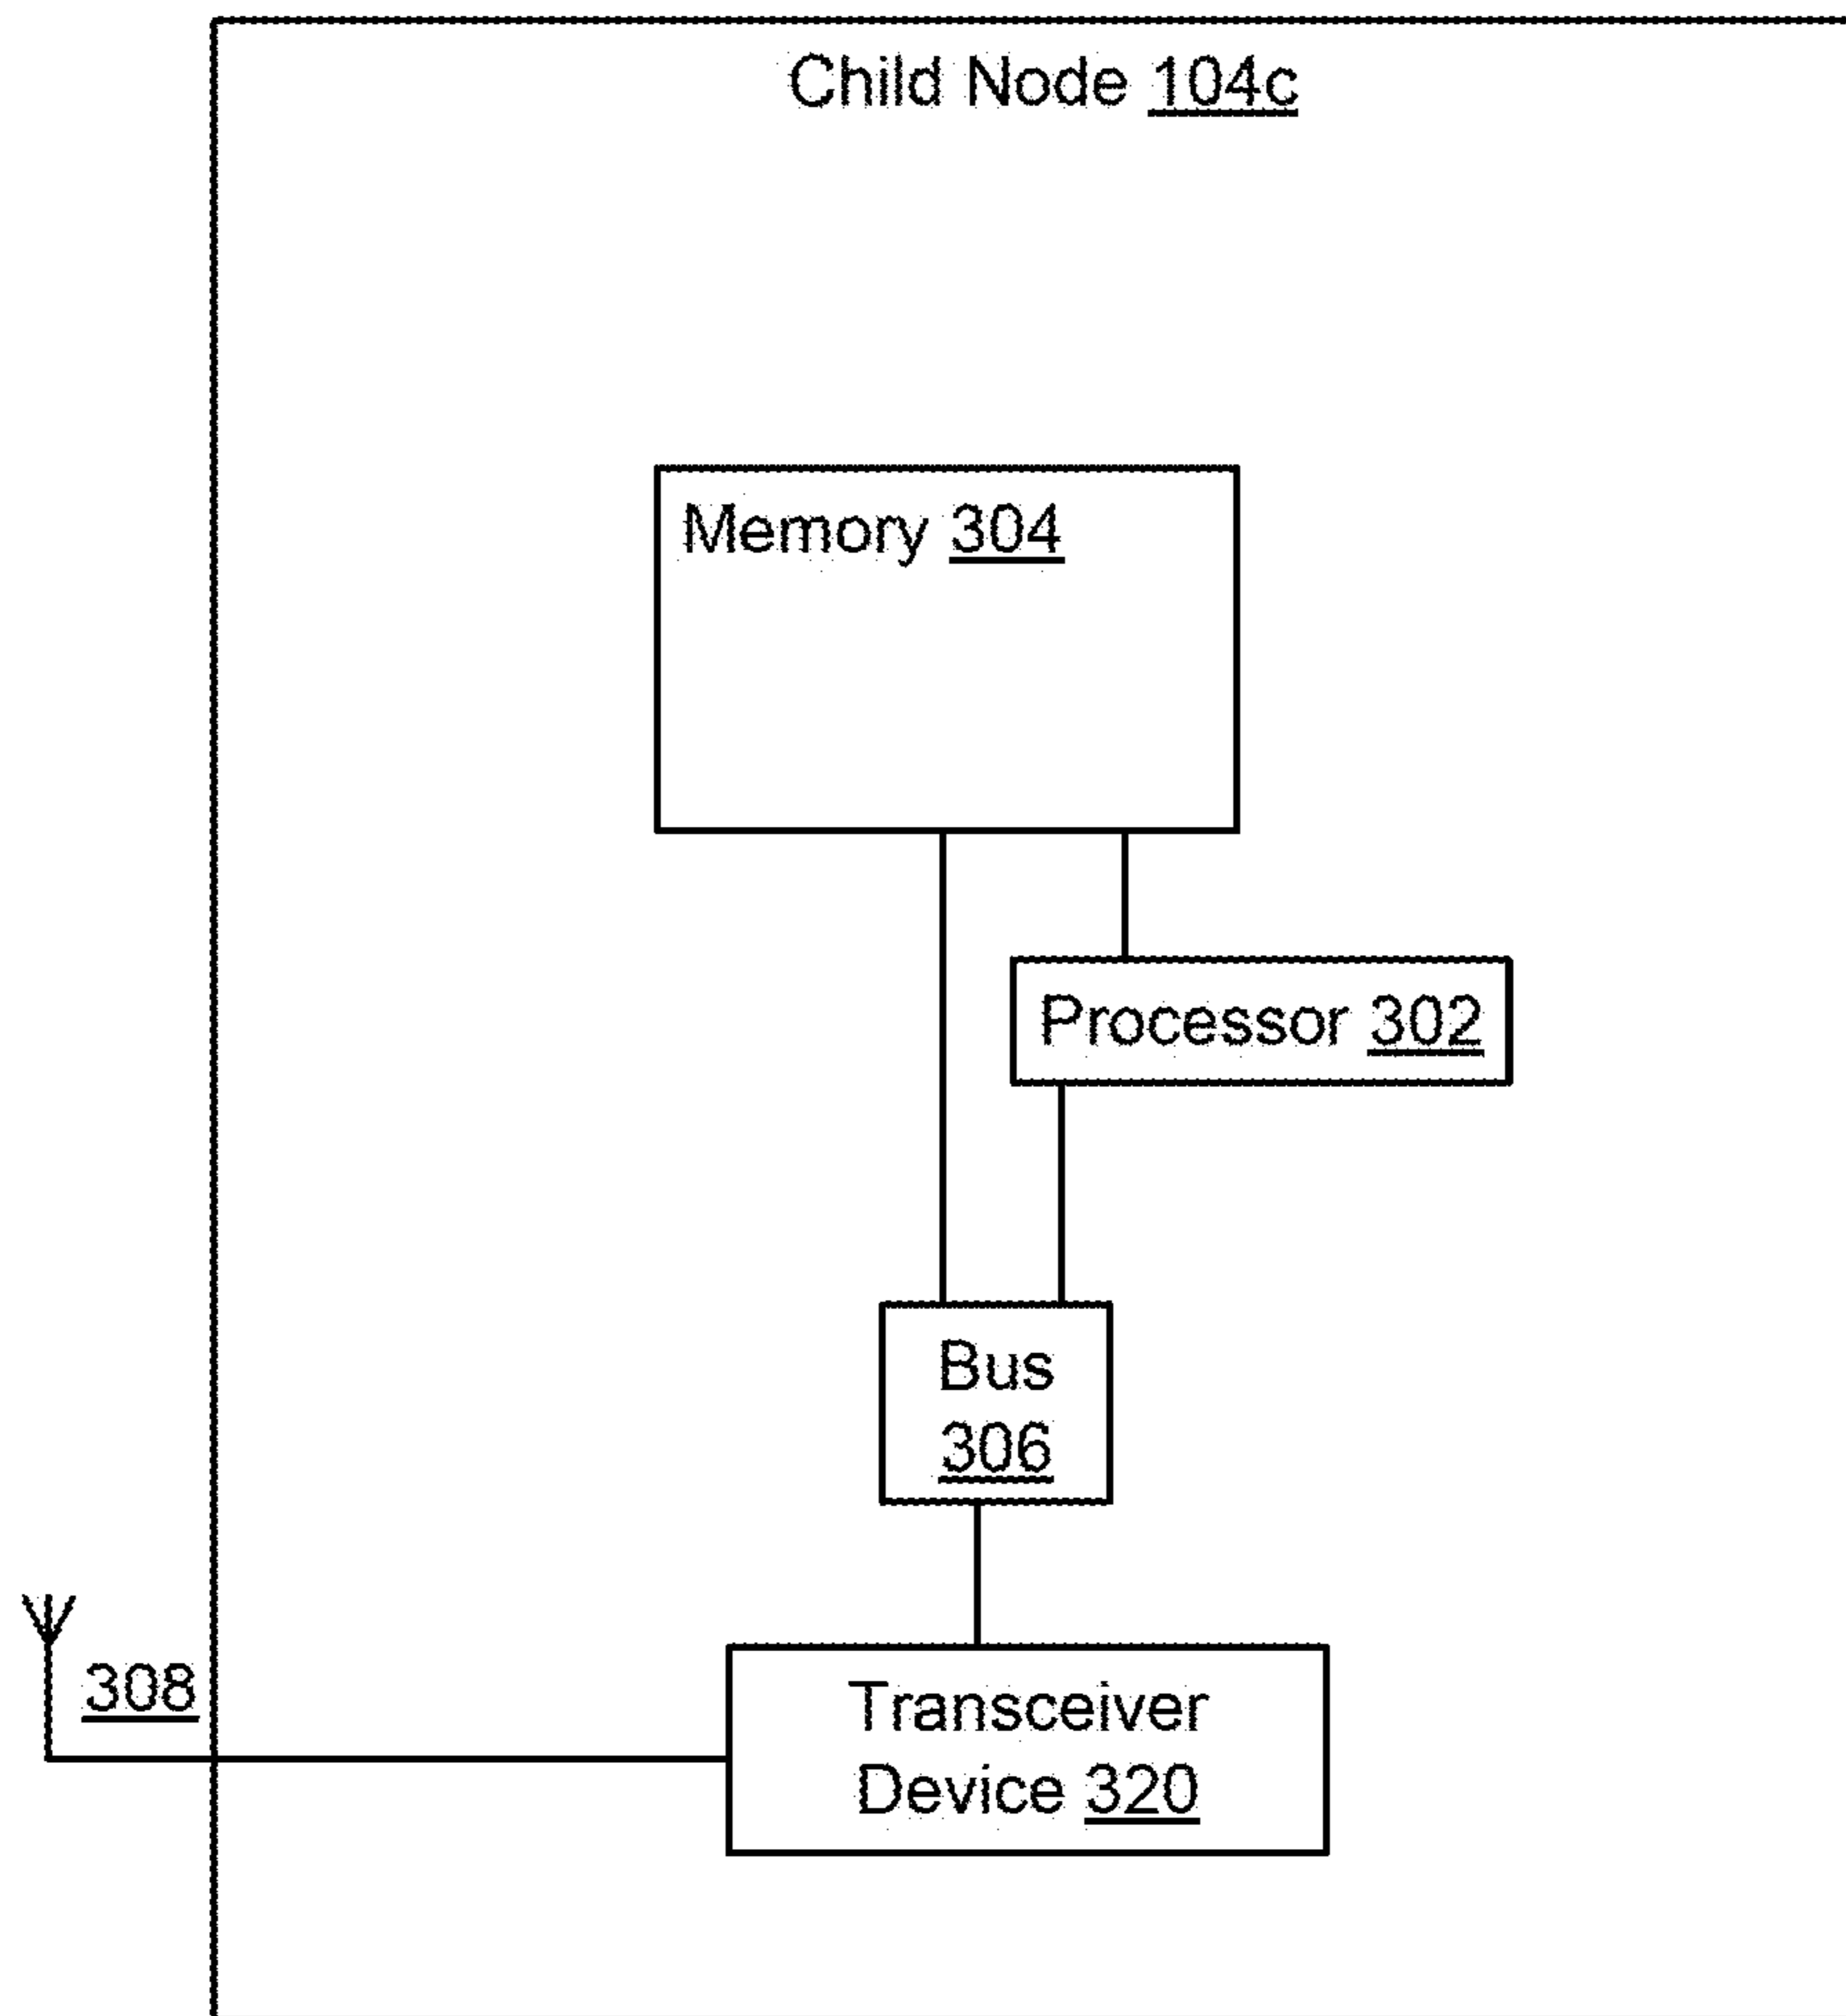 Child Node 104c
Memory 304
Processor 302
Bus
306
308
Transceiver
Device 320